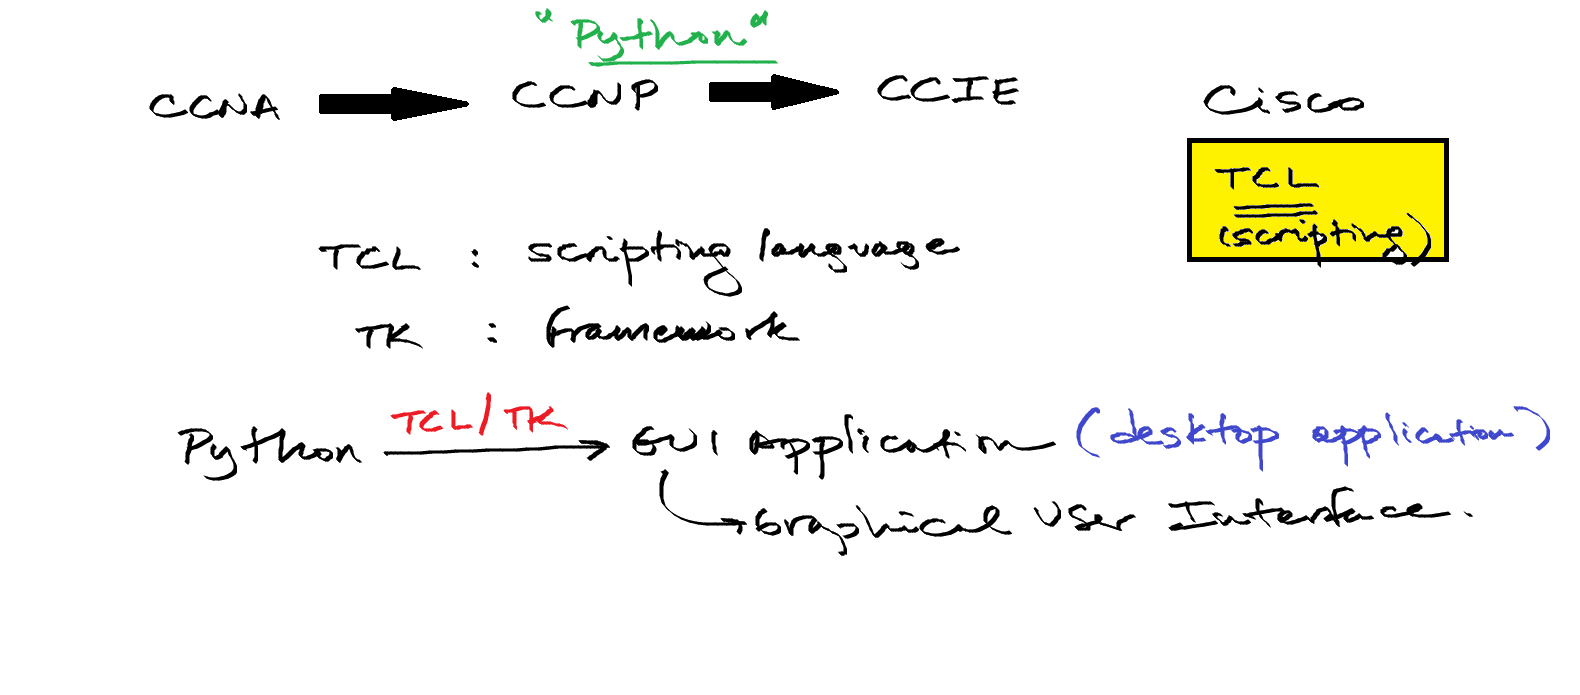 "Python"
CCNA → CCNP → CCIE
Cisco
TCL
(scripting)
TCL : scripting language
TK : framework
Python TCL/TK → GUI Application (desktop application)
→ Graphical User Interface.